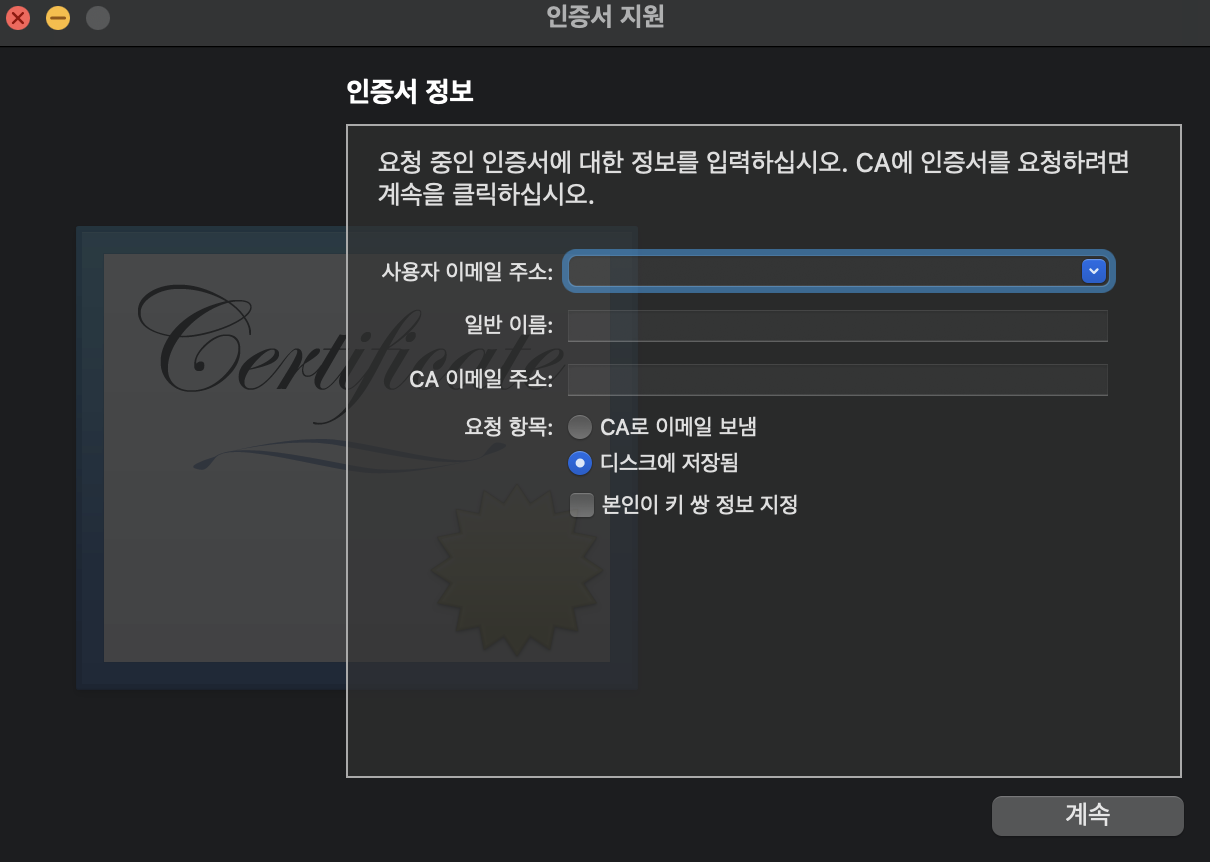 인증서 지원
인증서 정보
요청 중인 인증서에 대한 정보를 입력하십시오. CA에 인증서를 요청하려면
계속을 클릭하십시오.
Certificate
사용자 이메일 주소:
일반 이름:
CA 이메일 주소:
요청 항목:
CA로 이메일 보냄
디스크에 저장됨
본인이 키 쌍 정보 지정
계속